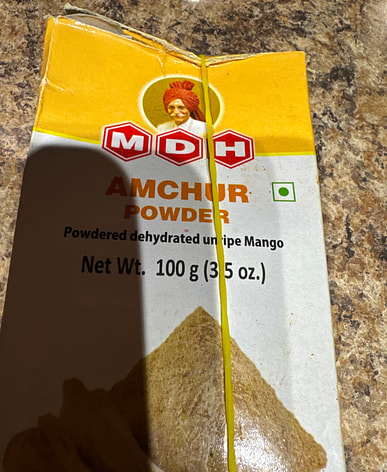 MDH
AMCHUR
POWDER
Powdered dehydrated unripe Mango
Net Wt. 100 g (3.5 oz.)